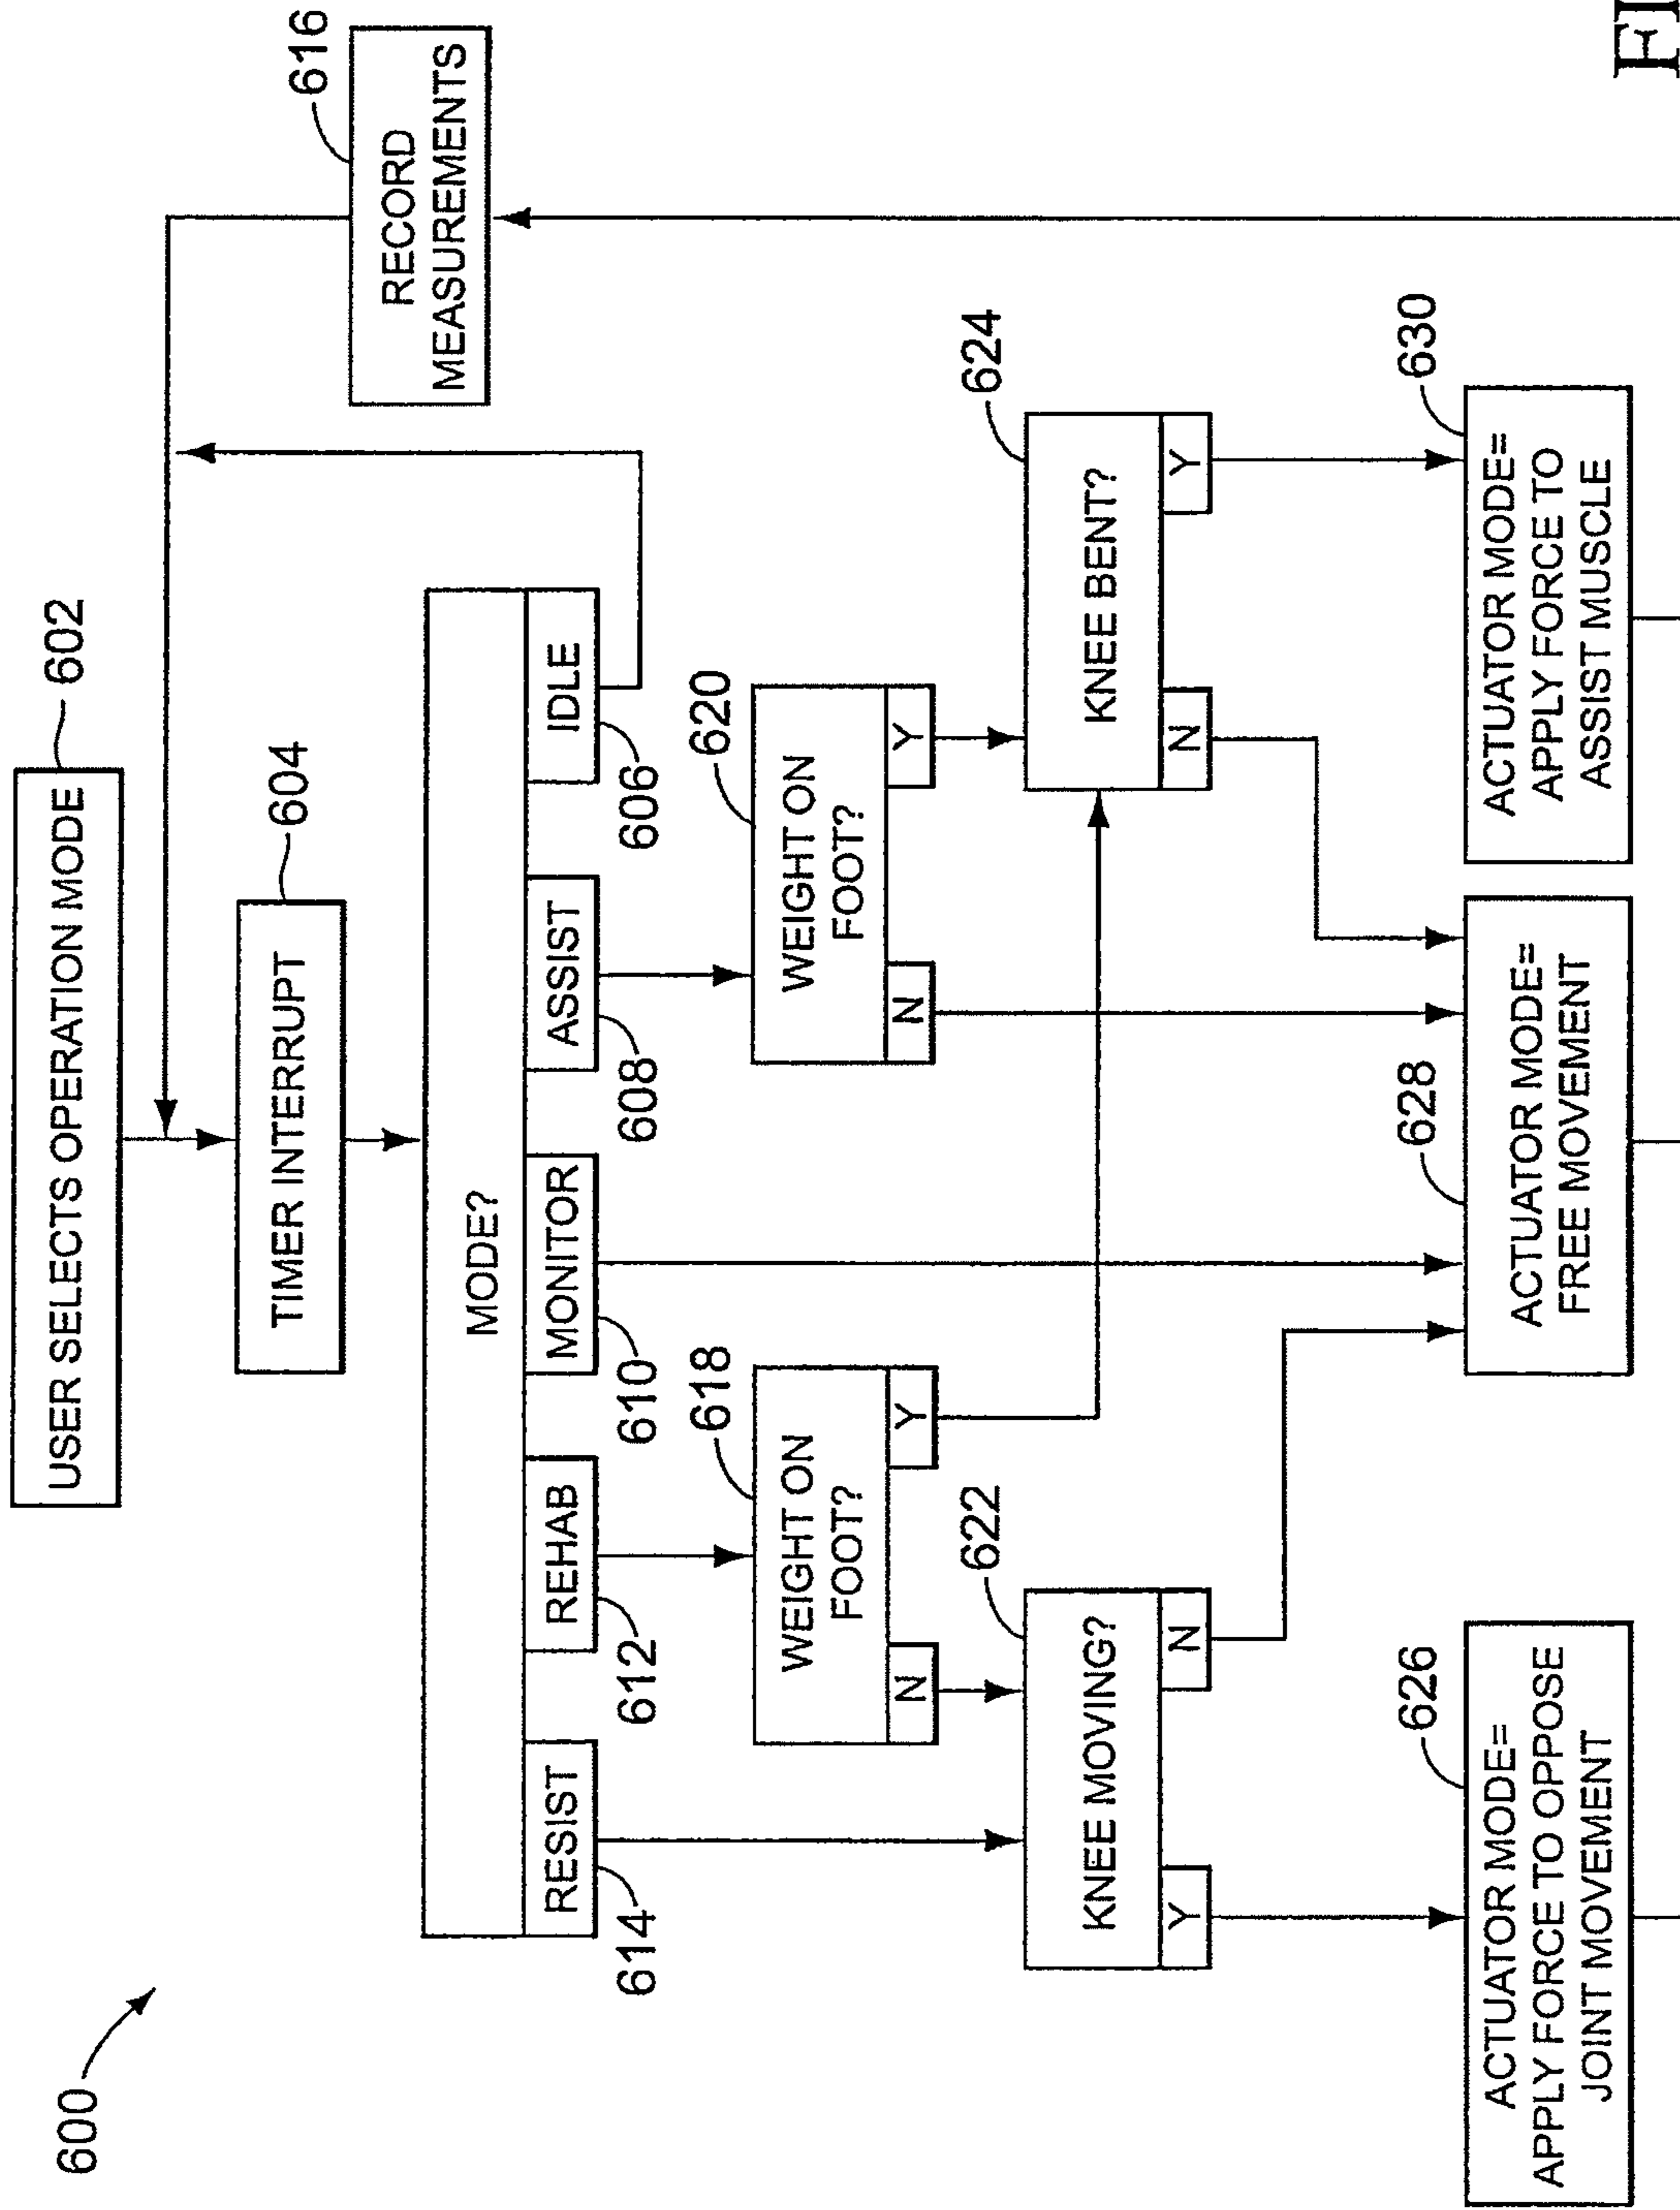 600
USER SELECTS OPERATION MODE
602
TIMER INTERRUPT
604
MODE?
RESIST
REHAB
MONITOR
ASSIST
IDLE
614
612
610
608
606
RECORD
MEASUREMENTS
616
WEIGHT ON
FOOT?
N
Y
618
WEIGHT ON
FOOT?
N
Y
620
KNEE MOVING?
Y
N
622
KNEE BENT?
N
Y
624
ACTUATOR MODE=
APPLY FORCE TO OPPOSE
JOINT MOVEMENT
626
ACTUATOR MODE=
FREE MOVEMENT
628
ACTUATOR MODE=
APPLY FORCE TO
ASSIST MUSCLE
630